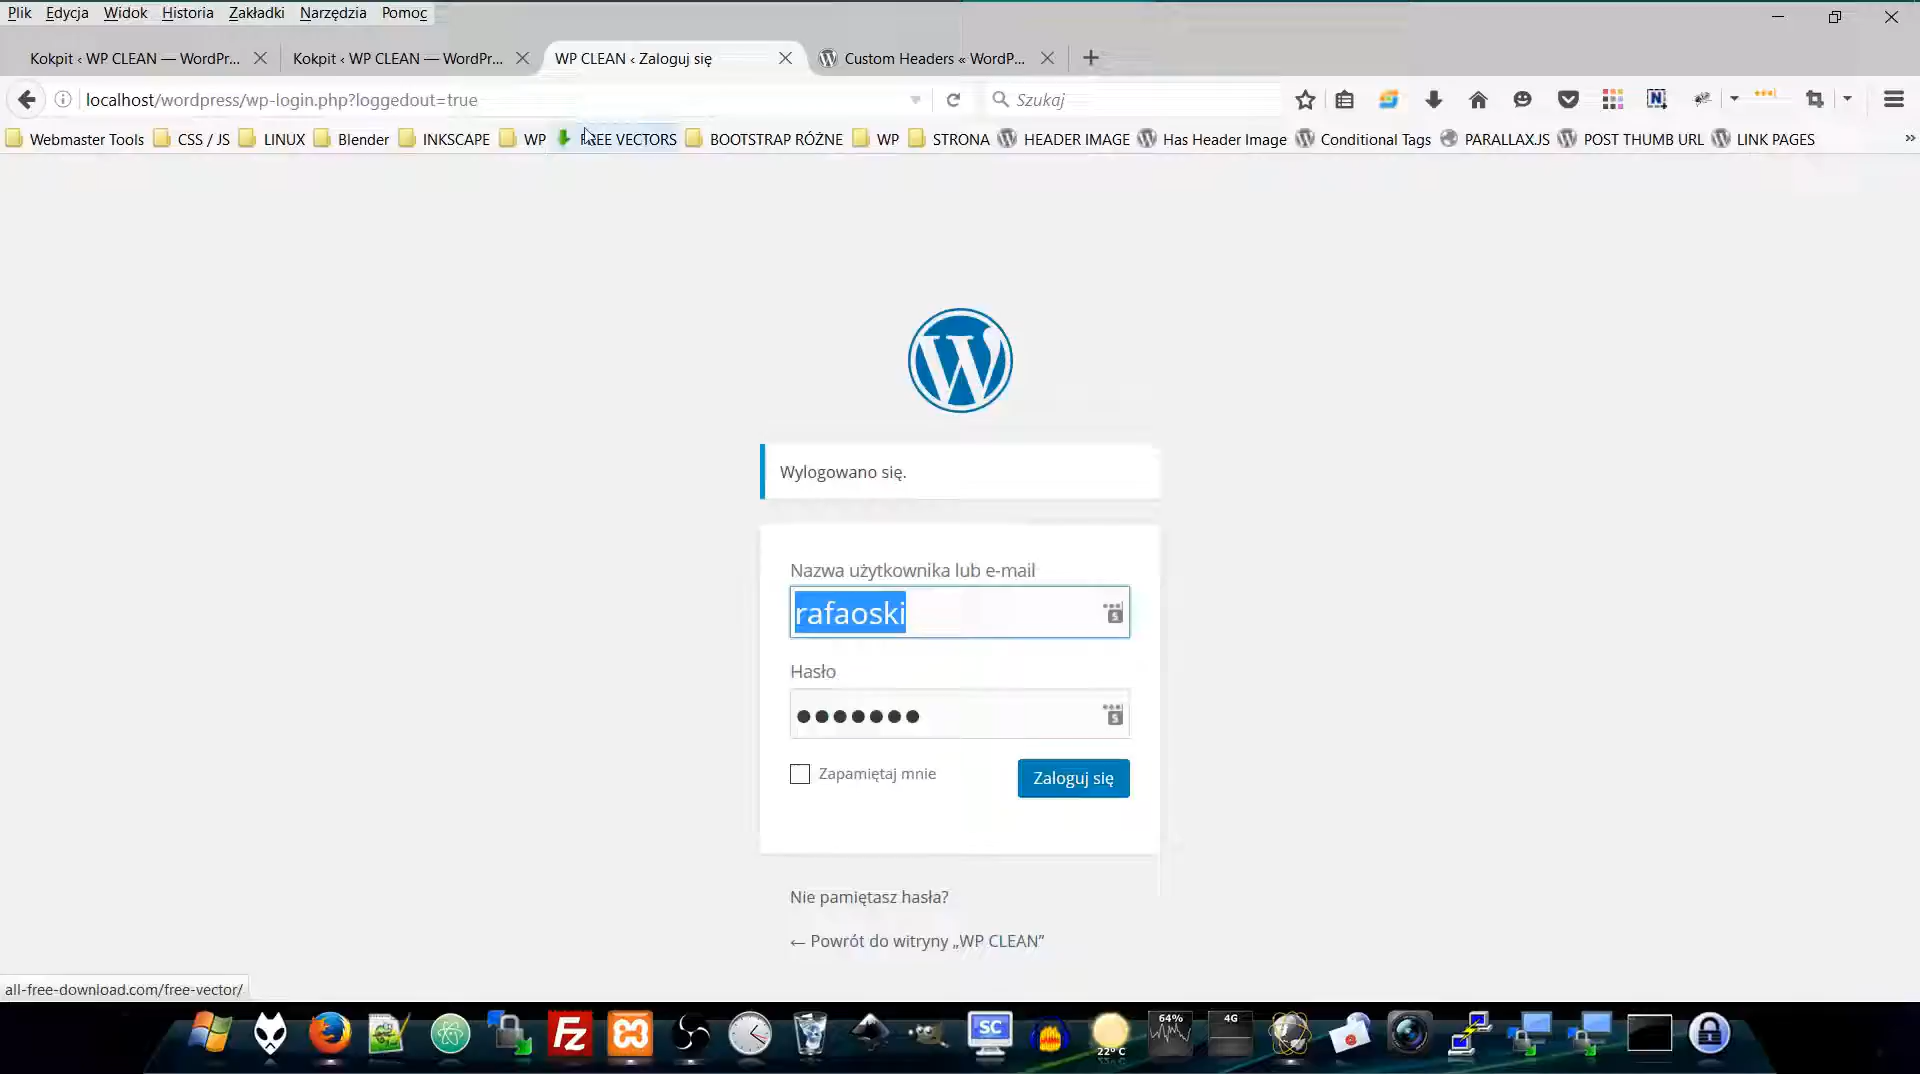 Plik Edycja Widok Historia Zakładki Narzędzia Pomoc
Kokpit ‹ WP CLEAN — WordPr... Kokpit ‹ WP CLEAN — WordPr... WP CLEAN ‹ Zaloguj się Custom Headers « WordP...
localhost/wordpress/wp-login.php?loggedout=true Szukaj
Webmaster Tools CSS / JS LINUX Blender INKSCAPE WP FREE VECTORS BOOTSTRAP RÓŻNE WP STRONA HEADER IMAGE Has Header Image Conditional Tags PARALLAX.JS POST THUMB URL LINK PAGES »
Wylogowano się.
Nazwa użytkownika lub e-mail
rafaoski
Hasło
Zapamiętaj mnie Zaloguj się
Nie pamiętasz hasła?
← Powrót do witryny „WP CLEAN”
all-free-download.com/free-vector/
FZ SC 22° C 64% 4G